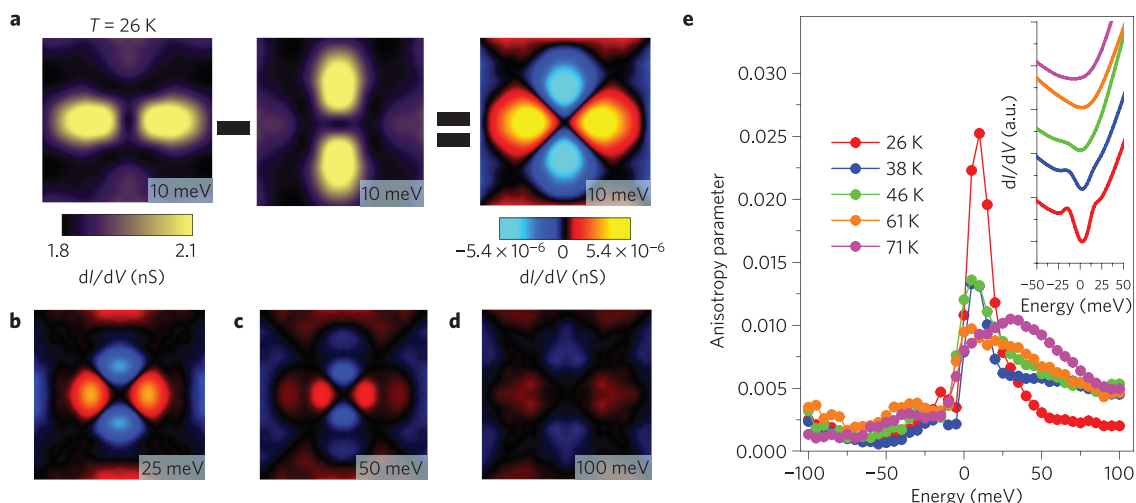 a
T = 26 K
10 meV
10 meV
10 meV
1.8 2.1
dI/dV (nS)
−5.4 × 10⁻⁶ 0 5.4 × 10⁻⁶
dI/dV (nS)
b
25 meV
c
50 meV
d
100 meV
e
Anisotropy parameter
0.030
0.025
0.020
0.015
0.010
0.005
0.000
−100 −50 0 50 100
Energy (meV)
26 K
38 K
46 K
61 K
71 K
dI/dV (a.u.)
−50 −25 0 25 50
Energy (meV)